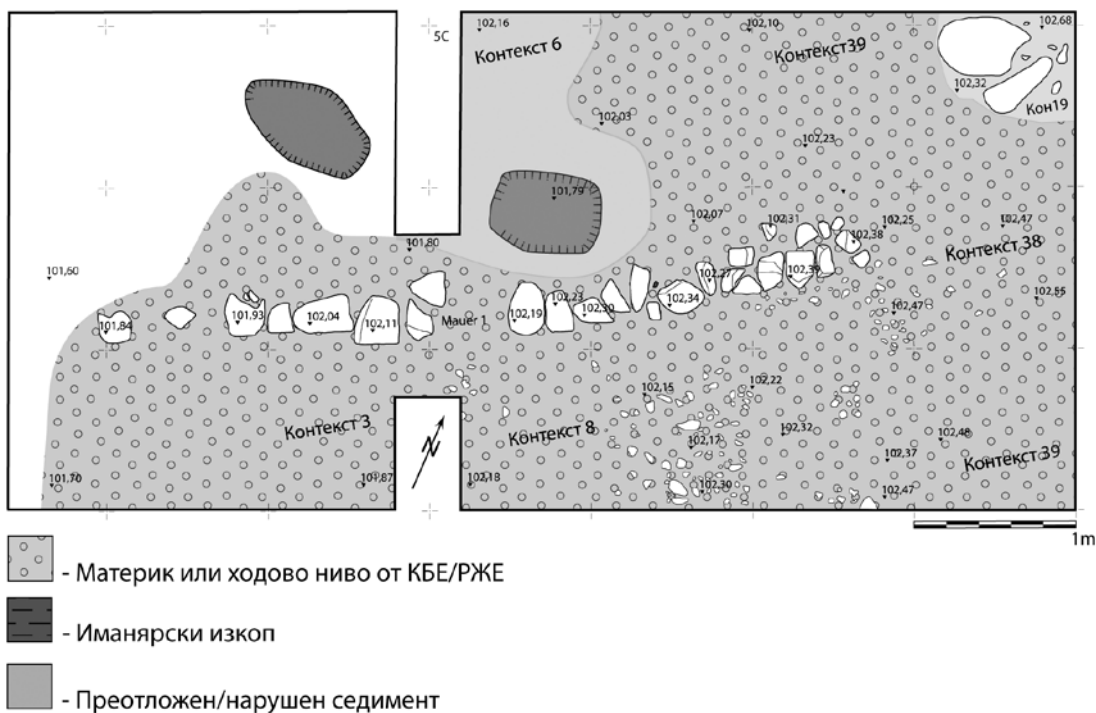 5C
102,16
102,10
102,68
Контекст 6
Контекст39
102,32
Кон19
102,03
102,23
101,79
102,07
102,31
102,25
102,47
102,38
Контекст 38
101,80
101,60
102,27
102,39
102,55
102,23
102,34
102,47
101,84
101,93
102,04
102,11
Mauer 1
102,19
102,30
102,15
102,22
Контекст 3
Контекст 8
102,17
102,32
102,48
102,37
Контекст39
101,70
101,87
N
102,18
102,30
102,47
1m
- Материк или ходово ниво от КБЕ/РЖЕ
- Иманярски изкоп
- Преотложен/нарушен седимент